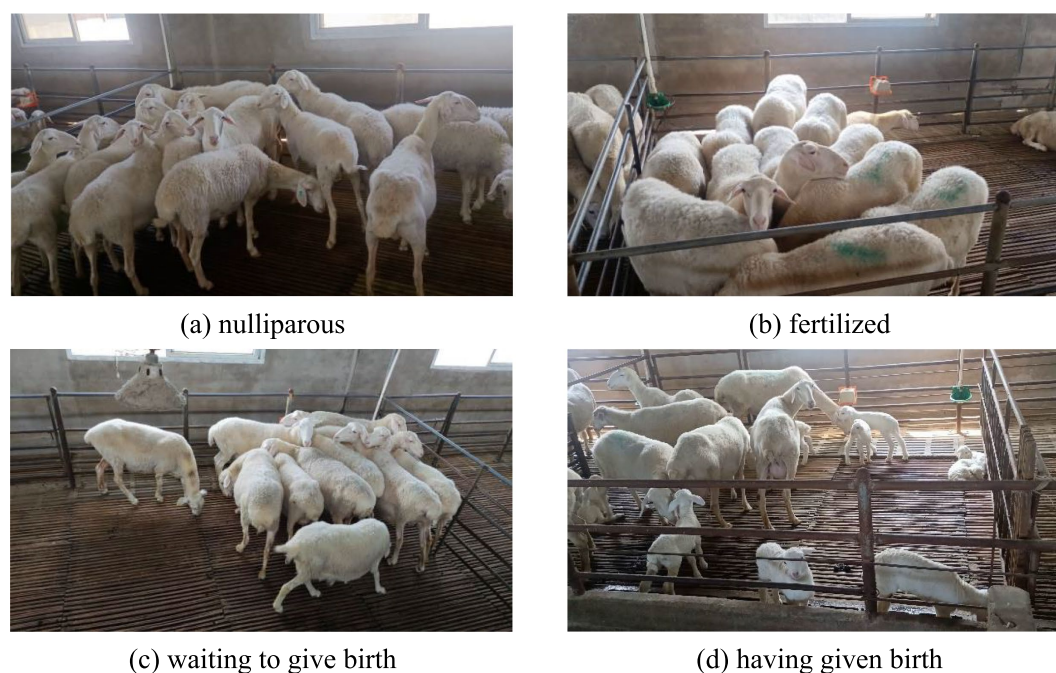 (a) nulliparous
(b) fertilized
(c) waiting to give birth
(d) having given birth